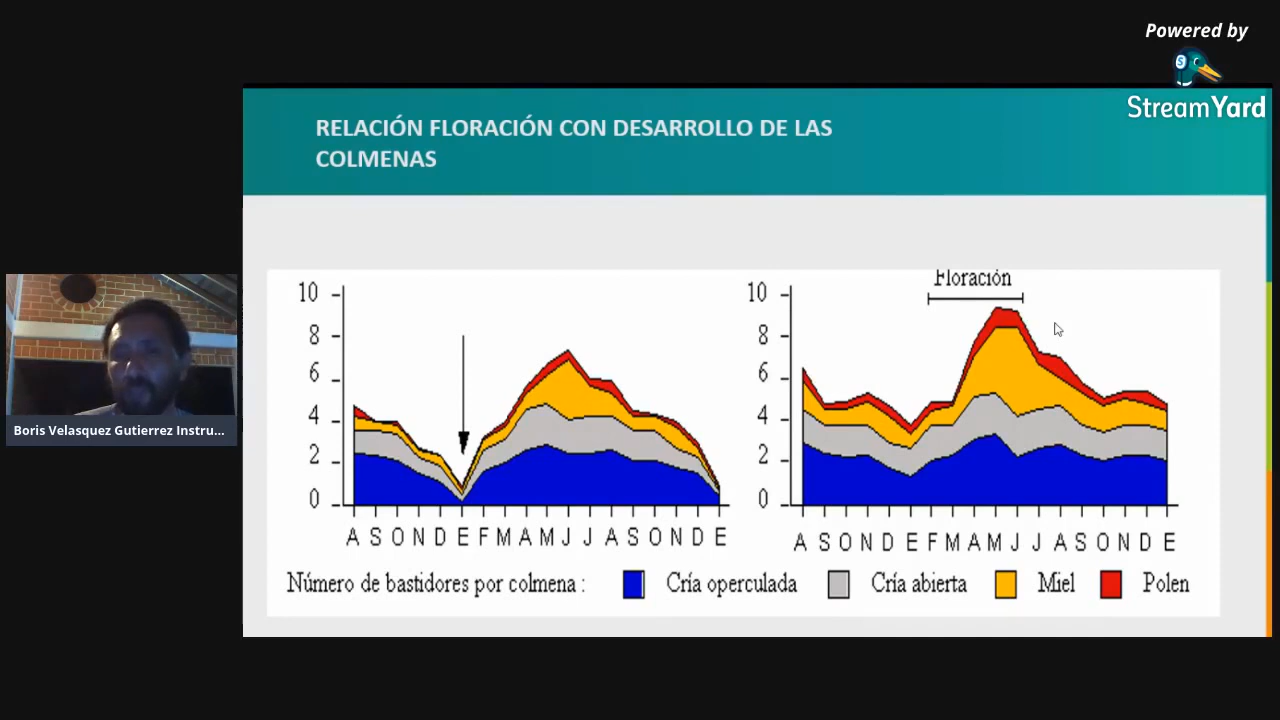 Powered by
StreamYard
RELACIÓN FLORACIÓN CON DESARROLLO DE LAS
COLMENAS
Boris Velasquez Gutierrez Instru...
10
8
6
4
2
0
A S O N D E F M A M J J A S O N D E
Floración
10
8
6
4
2
0
A S O N D E F M A M J J A S O N D E
Número de bastidores por colmena : Cría operculada Cría abierta Miel Polen